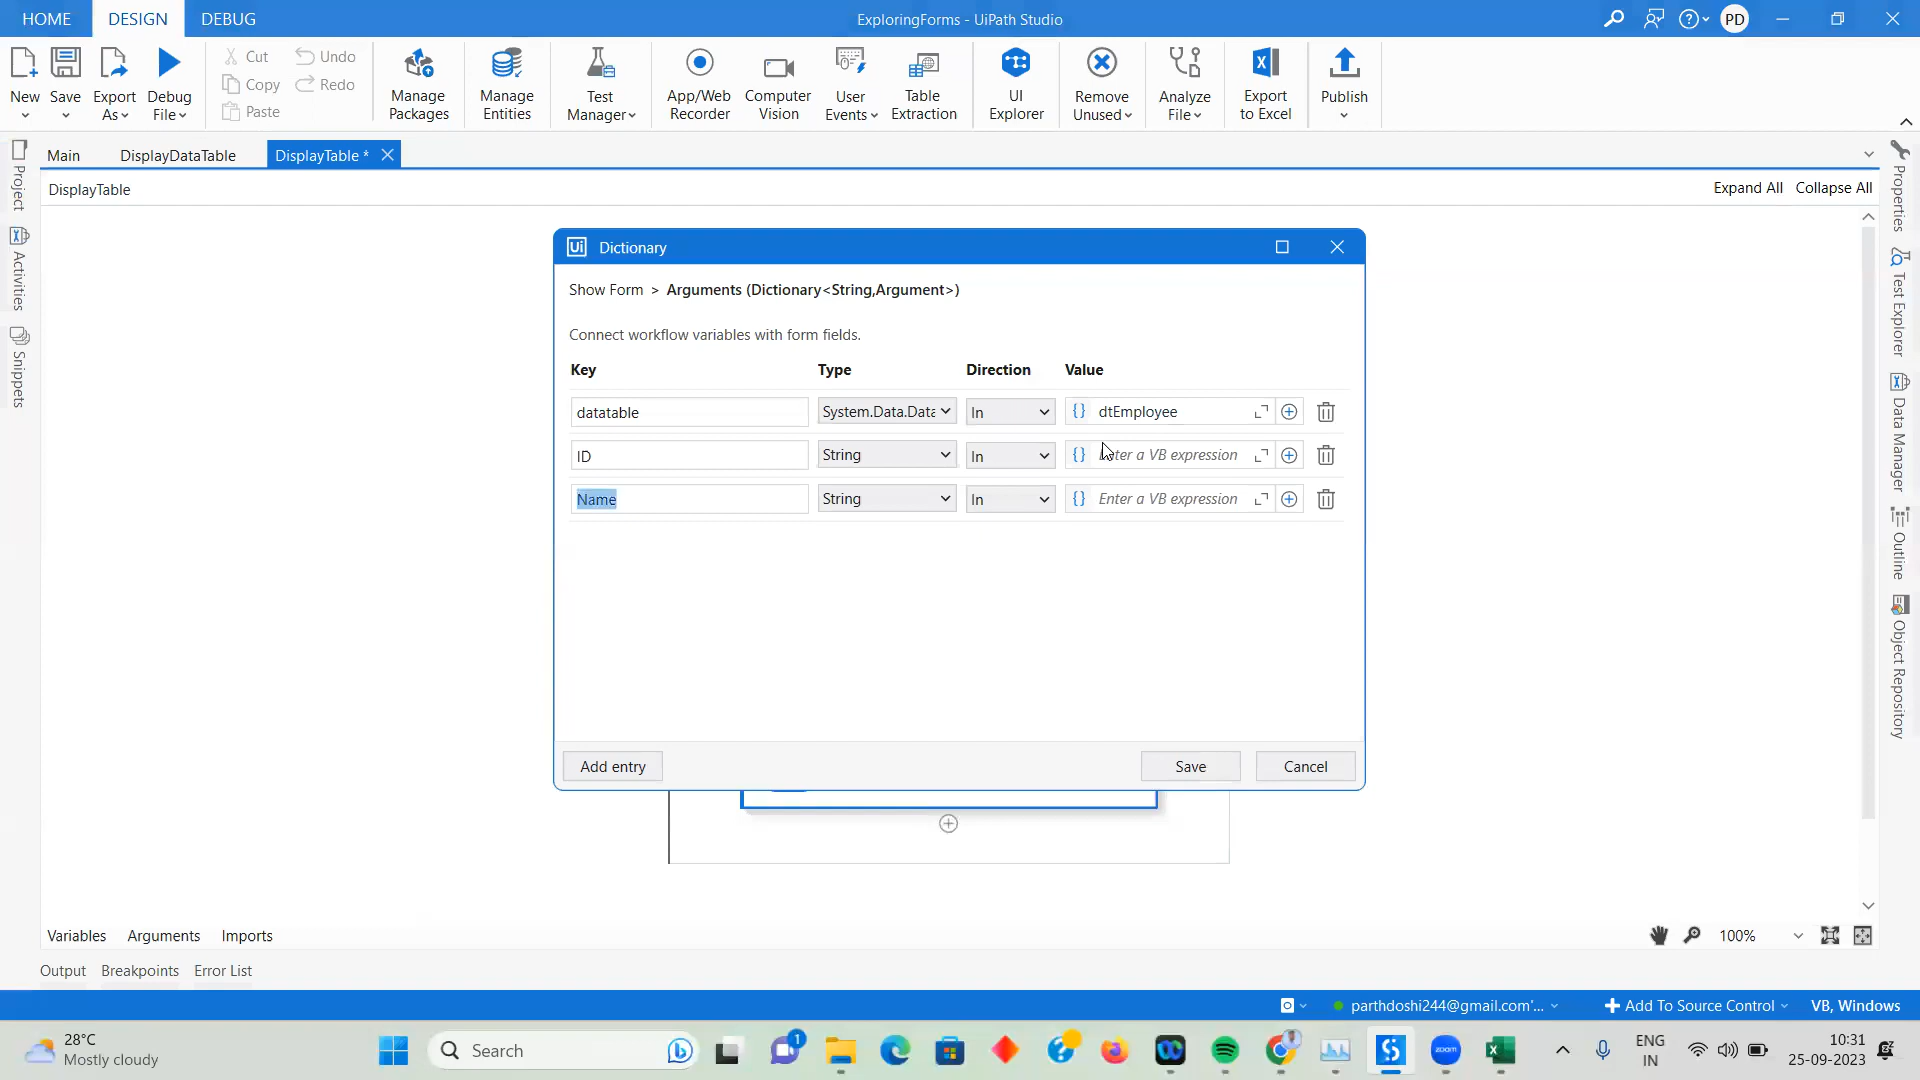 HOME DESIGN DEBUG ExploringForms - UiPath Studio PD
New Save Export As Debug File
Cut Undo
Copy Redo
Paste
Manage Packages Manage Entities Test Manager App/Web Recorder Computer Vision User Events Table Extraction UI Explorer Remove Unused Analyze File Export to Excel Publish
Main DisplayDataTable DisplayTable *
DisplayTable Expand All Collapse All
Project
Activities
Snippets
Properties
Test Explorer
Data Manager
Outline
Object Repository
Ui Dictionary
Show Form > Arguments (Dictionary<String,Argument>)
Connect workflow variables with form fields.
Key Type Direction Value
datatable System.Data.Data In {} dtEmployee
ID String In {} Enter a VB expression
Name String In {} Enter a VB expression
Add entry Save Cancel
Variables Arguments Imports 100%
Output Breakpoints Error List
parthdoshi244@gmail.com'... Add To Source Control VB, Windows
28°C
Mostly cloudy
Search
1
zoom
ENG
IN
10:31
25-09-2023